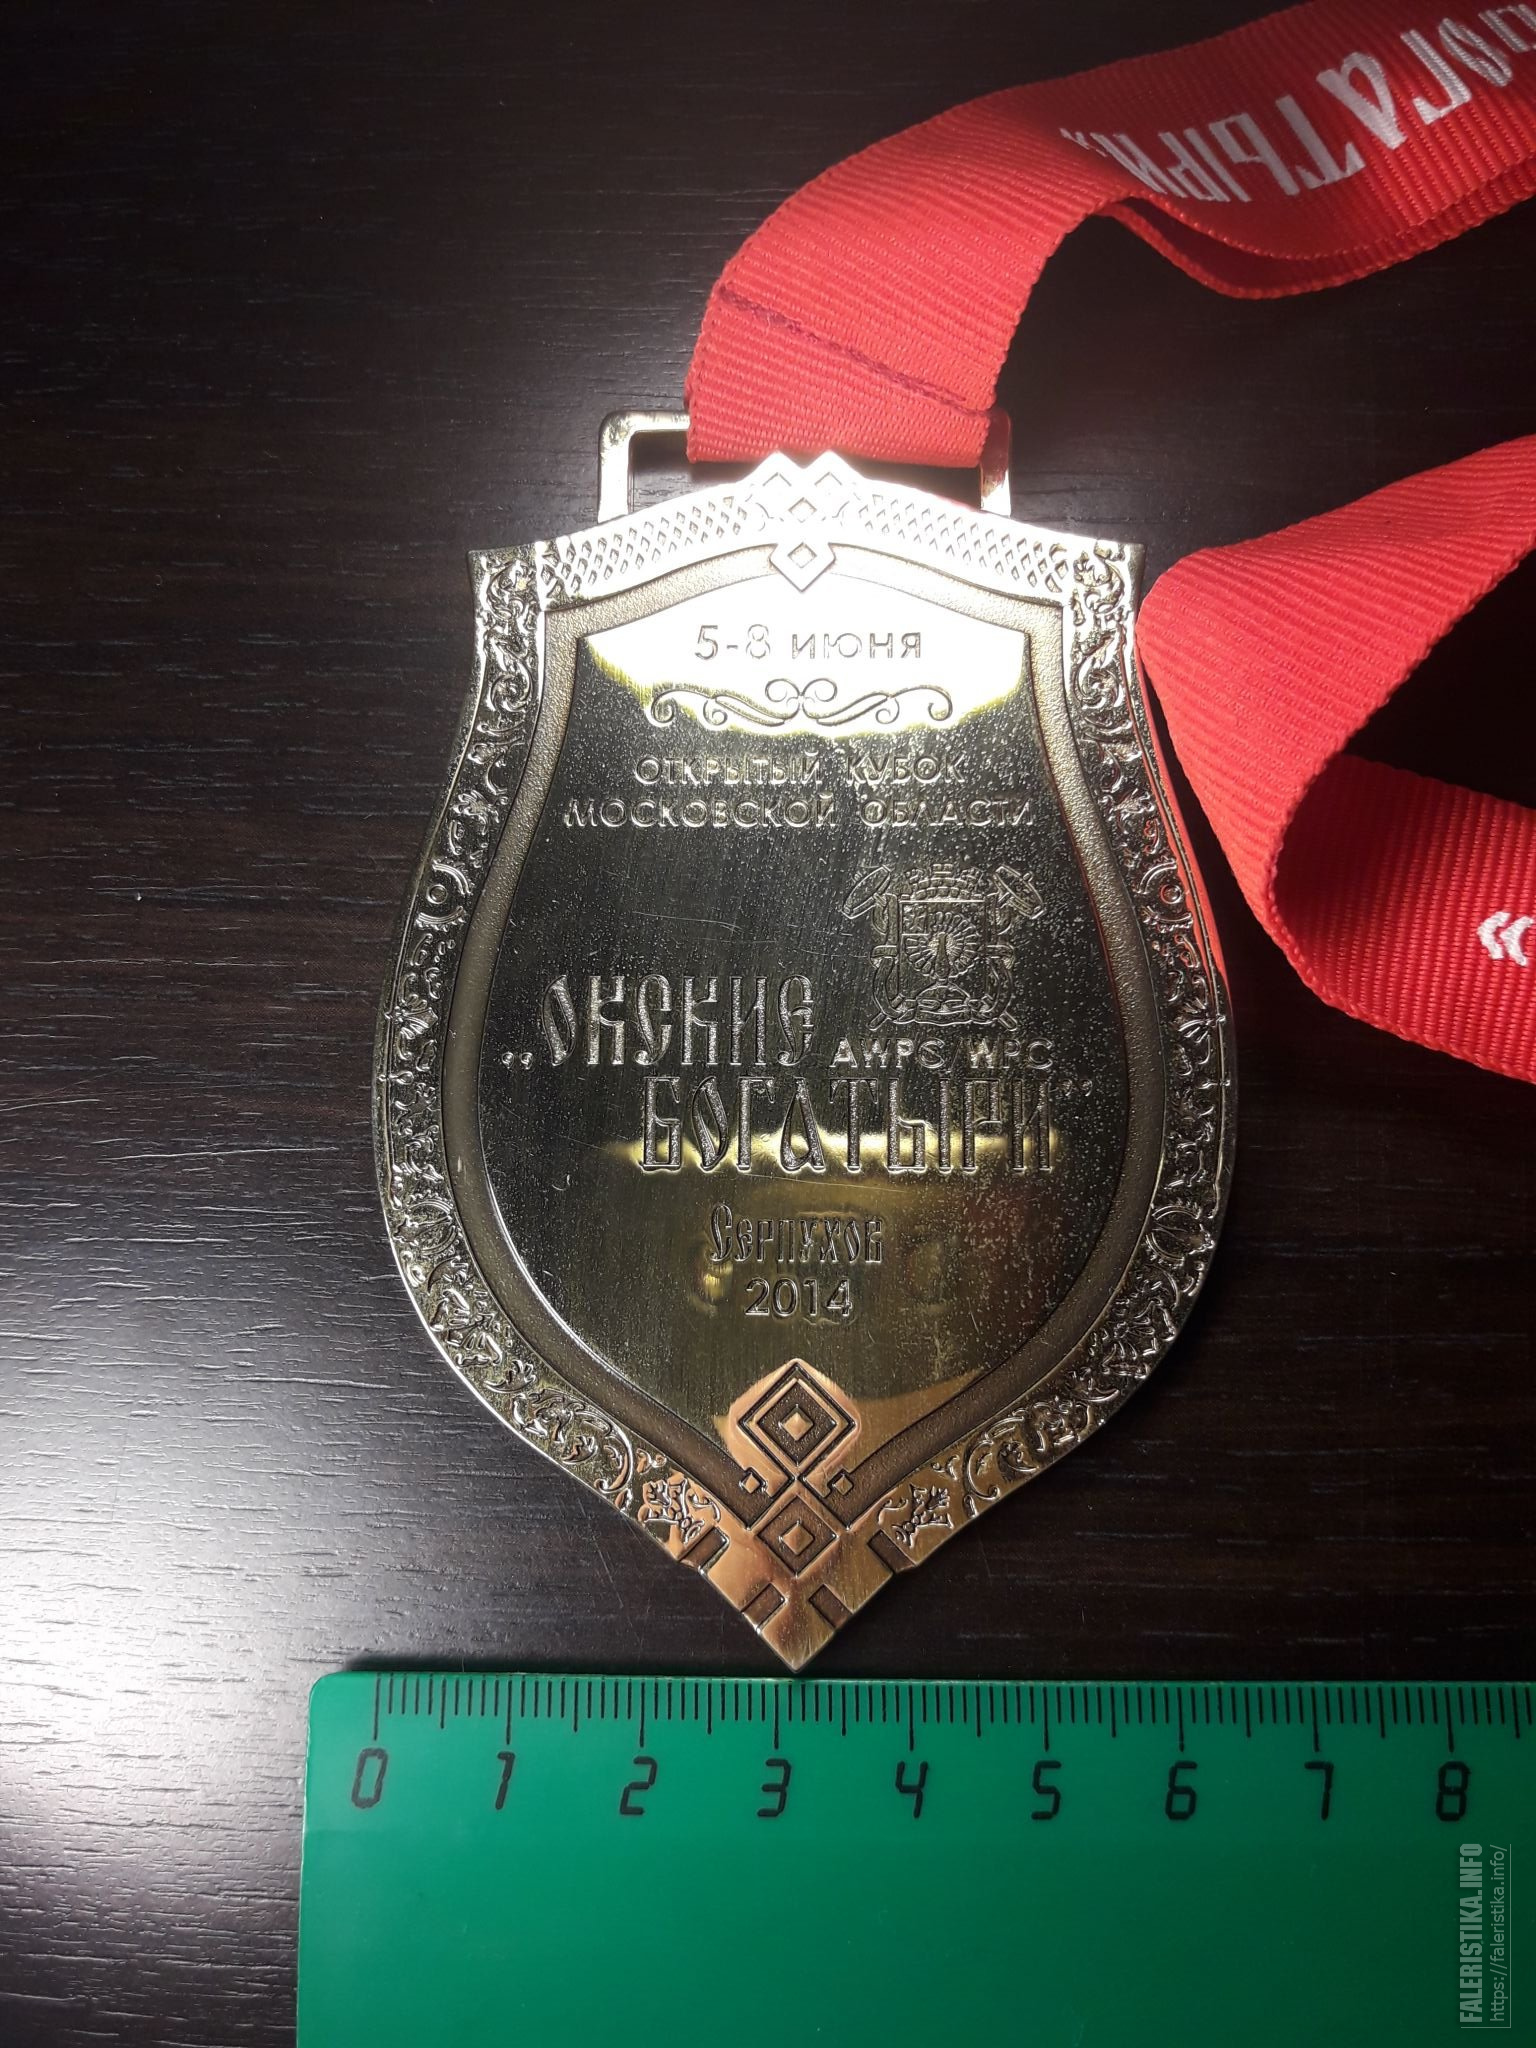 ОГАТЫРИ»
5-8 ИЮНЯ
ОТКРЫТЫЙ КУБОК
МОСКОВСКОЙ ОБЛАСТИ
„ОКСКИЕ
AWPC/WPC
БОГАТЫРИ”
СЕРПУХОВ
2014
«
0 1 2 3 4 5 6 7 8
FALERISTIKA.INFO
https://faleristika.info/